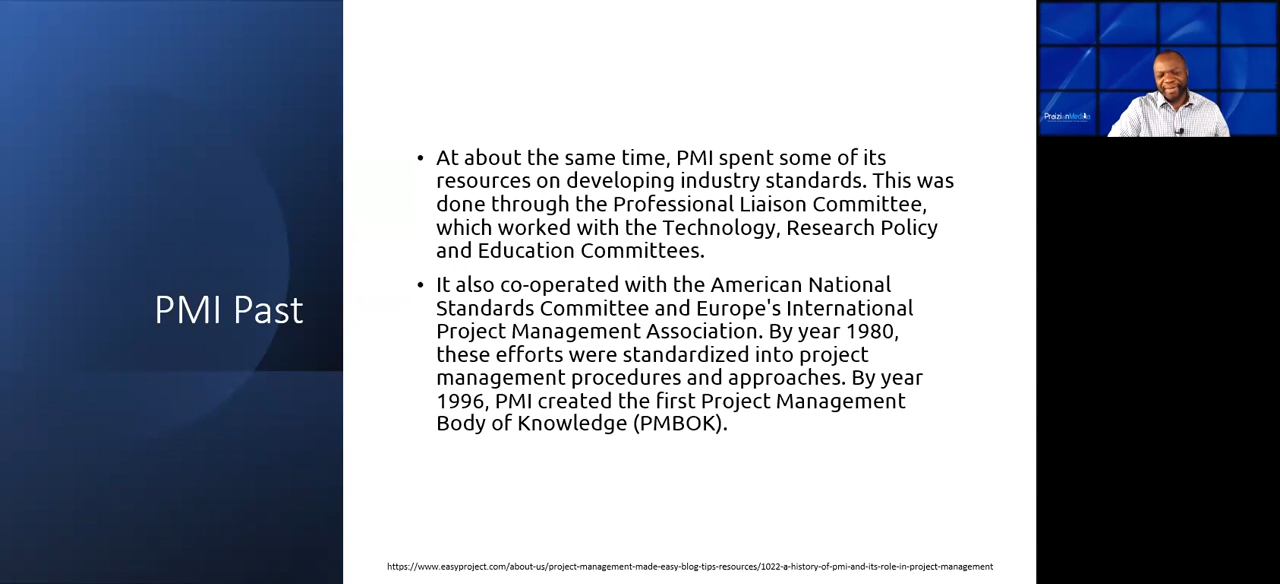 PMI Past
• At about the same time, PMI spent some of its
resources on developing industry standards. This was
done through the Professional Liaison Committee,
which worked with the Technology, Research Policy
and Education Committees.
• It also co-operated with the American National
Standards Committee and Europe's International
Project Management Association. By year 1980,
these efforts were standardized into project
management procedures and approaches. By year
1996, PMI created the first Project Management
Body of Knowledge (PMBOK).
https://www.easyproject.com/about-us/project-management-made-easy-blog-tips-resources/1022-a-history-of-pmi-and-its-role-in-project-management
PraizionMedia